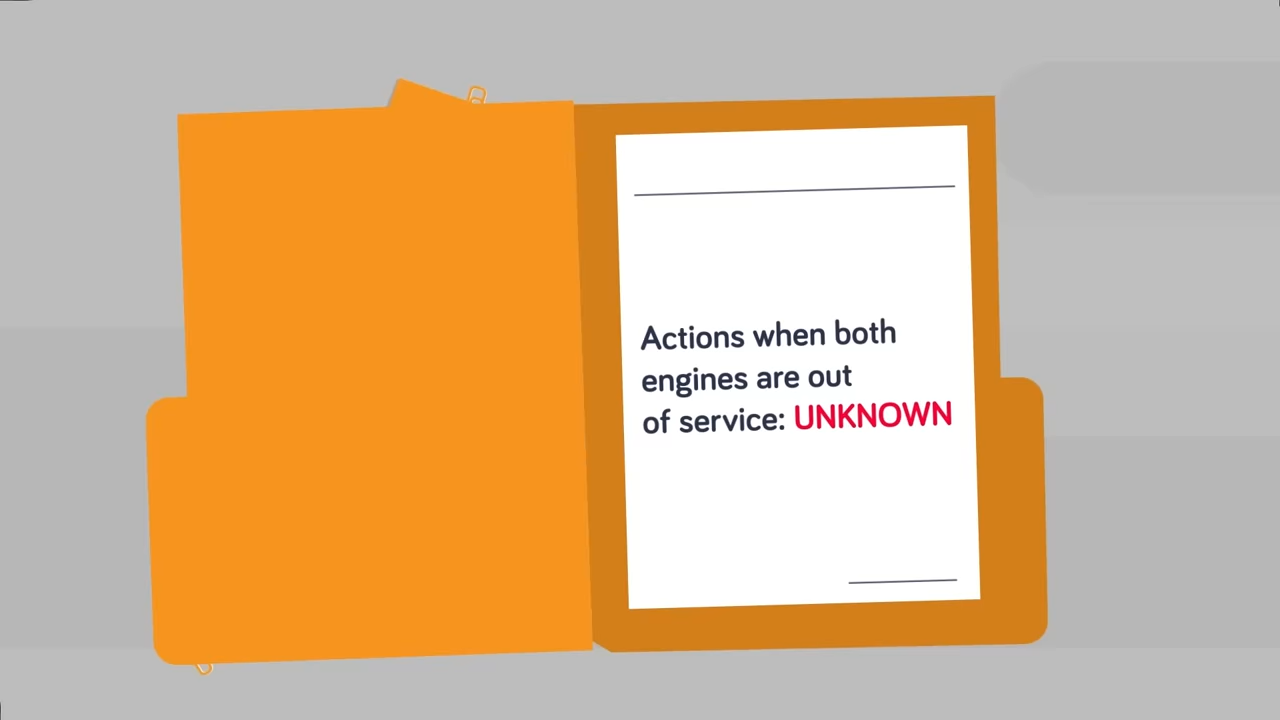 Actions when both
engines are out
of service: UNKNOWN